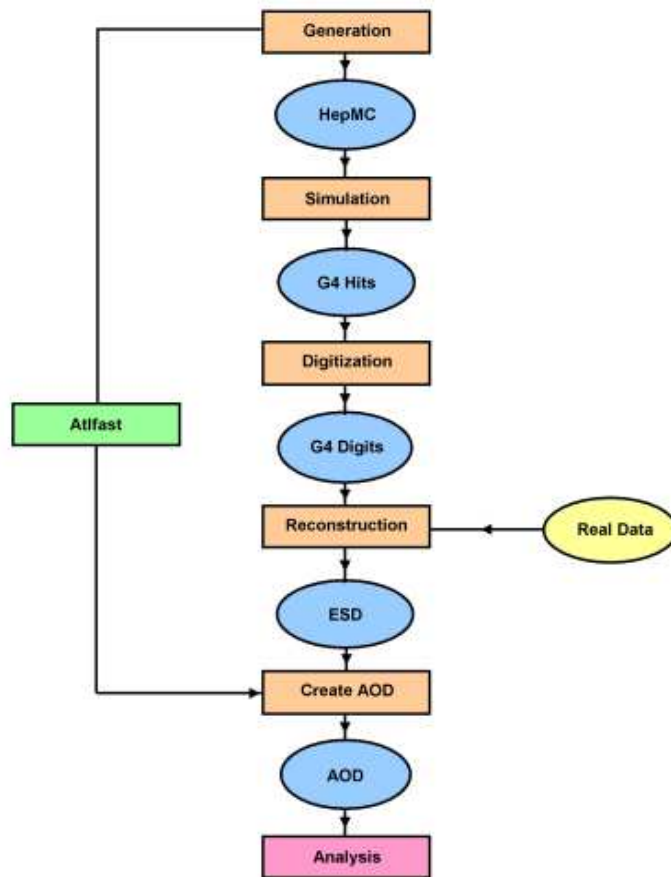 Generation
HepMC
Simulation
G4 Hits
Digitization
Atlfast
G4 Digits
Reconstruction
Real Data
ESD
Create AOD
AOD
Analysis